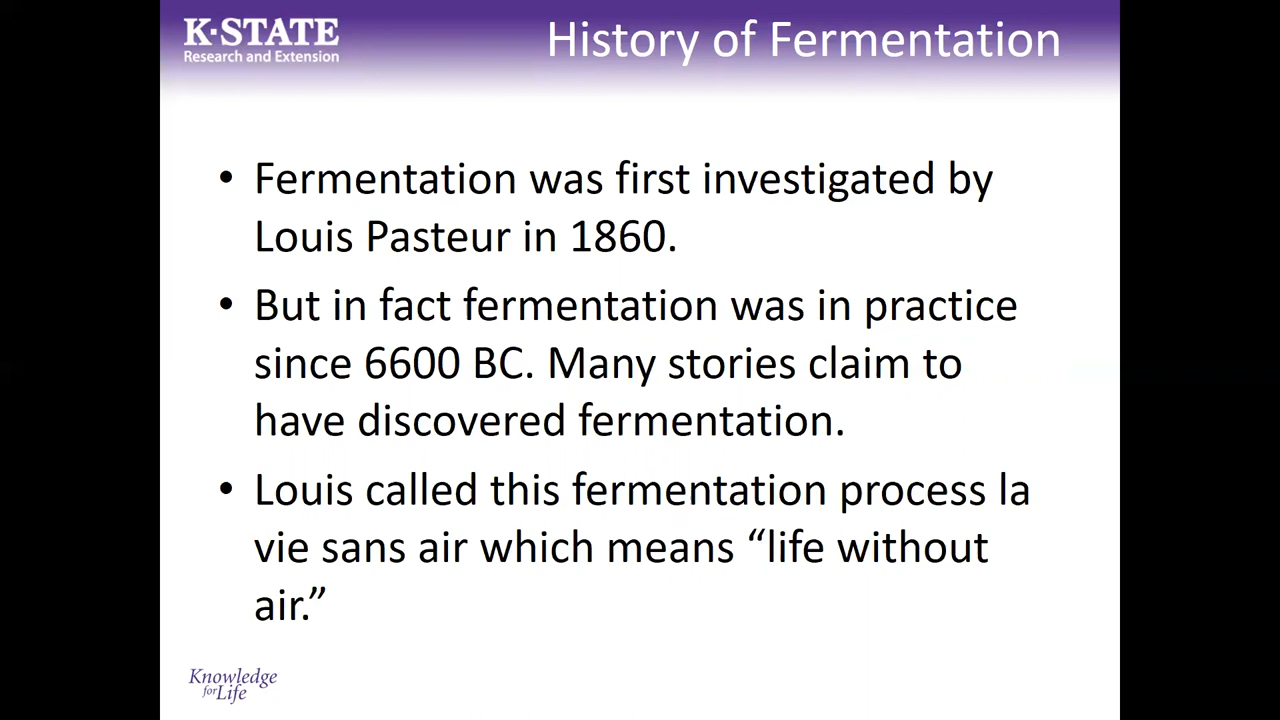 K-STATE
Research and Extension
History of Fermentation
• Fermentation was first investigated by
Louis Pasteur in 1860.
• But in fact fermentation was in practice
since 6600 BC. Many stories claim to
have discovered fermentation.
• Louis called this fermentation process la
vie sans air which means “life without
air.”
Knowledge
for Life